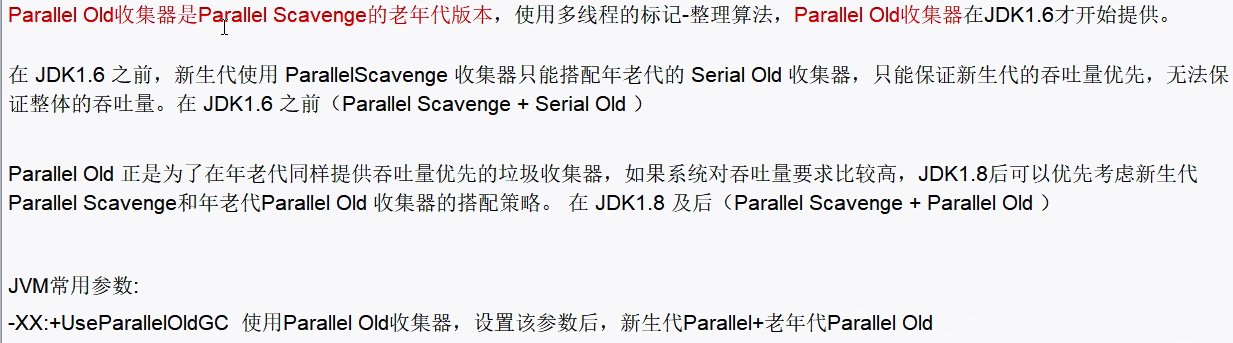 Parallel Old收集器是Parallel Scavenge的老年代版本，使用多线程的标记-整理算法，Parallel Old收集器在JDK1.6才开始提供。
在 JDK1.6 之前，新生代使用 ParallelScavenge 收集器只能搭配年老代的 Serial Old 收集器，只能保证新生代的吞吐量优先，无法保
证整体的吞吐量。在 JDK1.6 之前（Parallel Scavenge + Serial Old ）
Parallel Old 正是为了在年老代同样提供吞吐量优先的垃圾收集器，如果系统对吞吐量要求比较高，JDK1.8后可以优先考虑新生代
Parallel Scavenge和年老代Parallel Old 收集器的搭配策略。 在 JDK1.8 及后（Parallel Scavenge + Parallel Old ）
JVM常用参数:
-XX:+UseParallelOldGC  使用Parallel Old收集器，设置该参数后，新生代Parallel+老年代Parallel Old